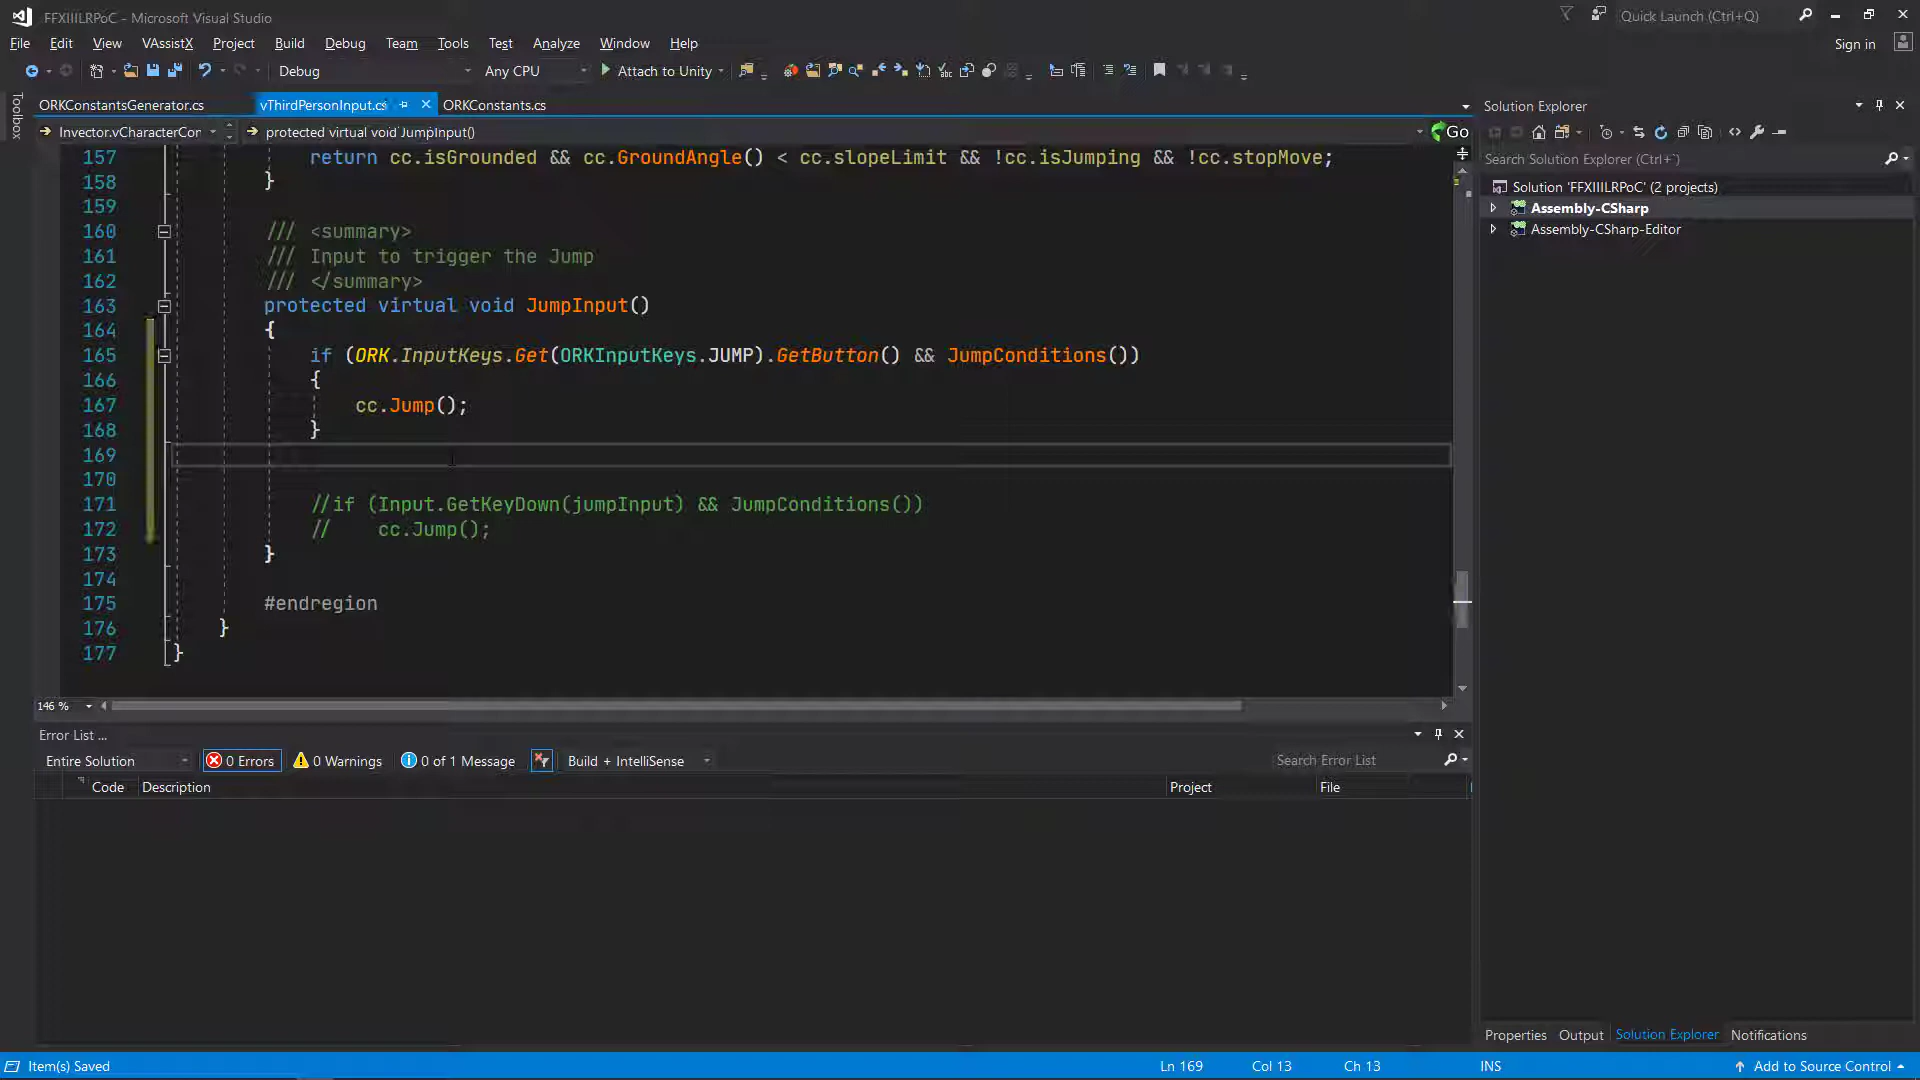 FFXIIILRPoC - Microsoft Visual Studio
Quick Launch (Ctrl+Q)
File Edit View VAssistX Project Build Debug Team Tools Test Analyze Window Help
Sign in
Debug Any CPU Attach to Unity
Toolbox
ORKConstantsGenerator.cs vThirdPersonInput.cs ORKConstants.cs
Solution Explorer
protected virtual void JumpInput()
Go
Search Solution Explorer (Ctrl+`)
Solution 'FFXIIILRPoC' (2 projects)
Assembly-CSharp
Assembly-CSharp-Editor
157 return cc.isGrounded && cc.GroundAngle() < cc.slopeLimit && !cc.isJumping && !cc.stopMove;
158 }
159
160 /// <summary>
161 /// Input to trigger the Jump
162 /// </summary>
163 protected virtual void JumpInput()
164 {
165 if (ORK.InputKeys.Get(ORKInputKeys.JUMP).GetButton() && JumpConditions())
166 {
167 cc.Jump();
168 }
169
170
171 //if (Input.GetKeyDown(jumpInput) && JumpConditions())
172 // cc.Jump();
173 }
174
175 #endregion
176 }
177 }
146 %
Error List ...
Entire Solution 0 Errors 0 Warnings 0 of 1 Message Build + IntelliSense Search Error List
Code Description Project File
Properties Output Solution Explorer Notifications
Item(s) Saved Ln 169 Col 13 Ch 13 INS Add to Source Control